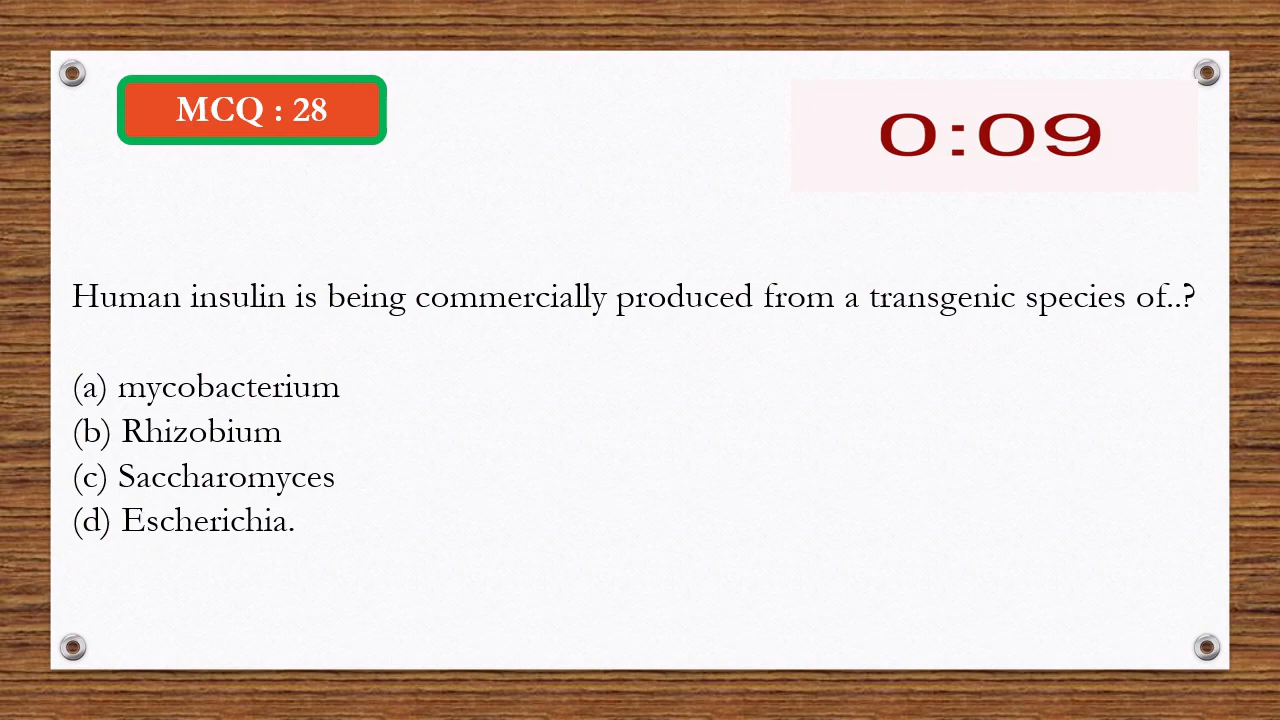 MCQ : 28
0:09
Human insulin is being commercially produced from a transgenic species of..?
(a) mycobacterium
(b) Rhizobium
(c) Saccharomyces
(d) Escherichia.